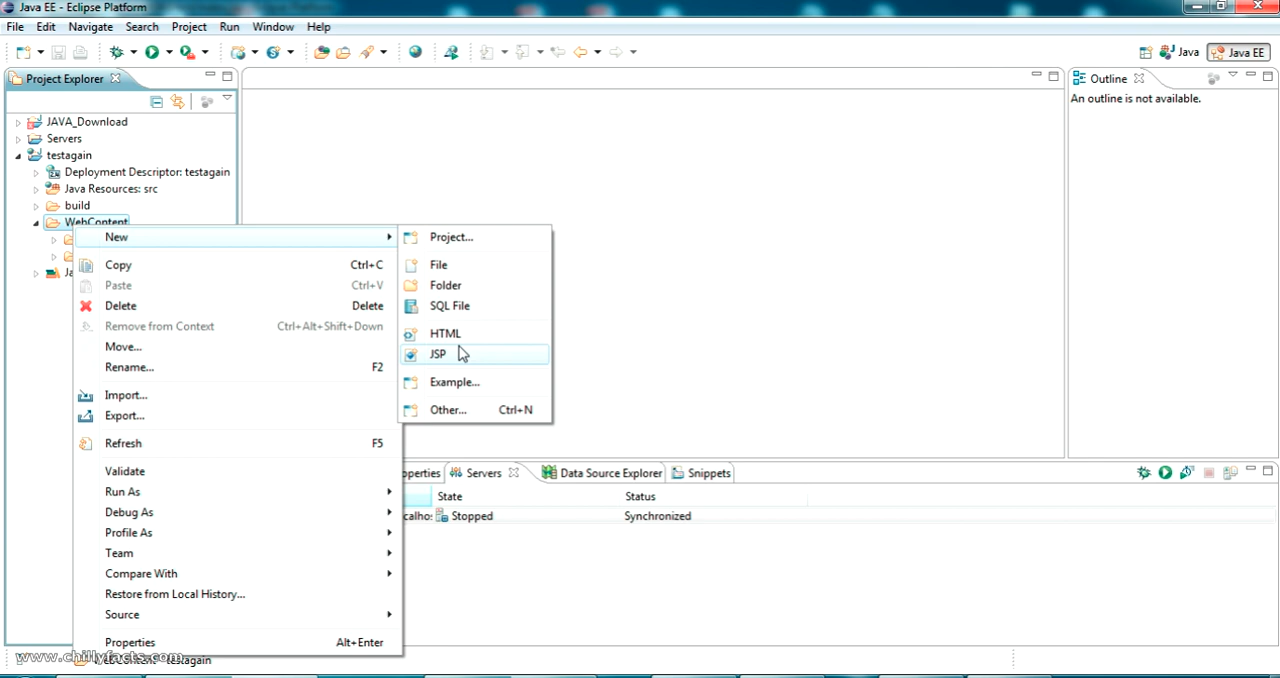 Java EE - Eclipse Platform
File Edit Navigate Search Project Run Window Help
Java Java EE
Project Explorer
Outline
An outline is not available.
JAVA_Download
Servers
testagain
Deployment Descriptor: testagain
Java Resources: src
build
WebContent
Ja
New
Copy Ctrl+C
Paste Ctrl+V
Delete Delete
Remove from Context Ctrl+Alt+Shift+Down
Move...
Rename... F2
Import...
Export...
Refresh F5
Validate
Run As
Debug As
Profile As
Team
Compare With
Restore from Local History...
Source
Properties Alt+Enter
Project...
File
Folder
SQL File
HTML
JSP
Example...
Other... Ctrl+N
operties Servers Data Source Explorer Snippets
State Status
calho: Stopped Synchronized
www.chillyfacts.com
testagain